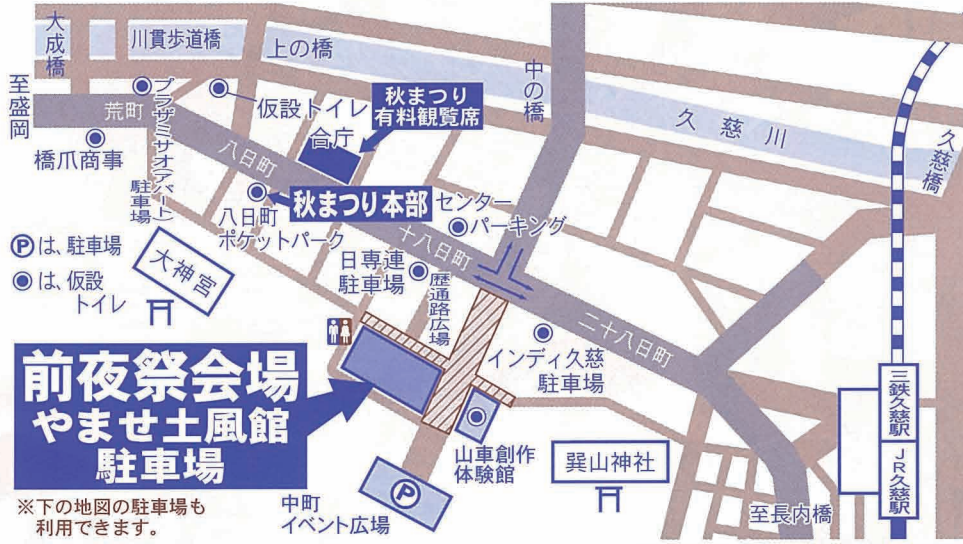 大成橋
川貫歩道橋
上の橋
中の橋
久慈川
久慈橋
至盛岡
荒町
プラザミサオ(アパート)
駐車場
仮設トイレ
合庁
秋まつり
有料観覧席
橋爪商事
八日町
秋まつり本部
八日町
ポケットパーク
センター
パーキング
十八日町
Ⓟは、駐車場
◉は、仮設
トイレ
大神宮
日専連
駐車場
歴通路広場
二十八日町
インディ久慈
駐車場
前夜祭会場
やませ土風館
駐車場
※下の地図の駐車場も
利用できます。
山車創作
体験館
巽山神社
三鉄久慈駅
JR久慈駅
Ⓟ
中町
イベント広場
至長内橋